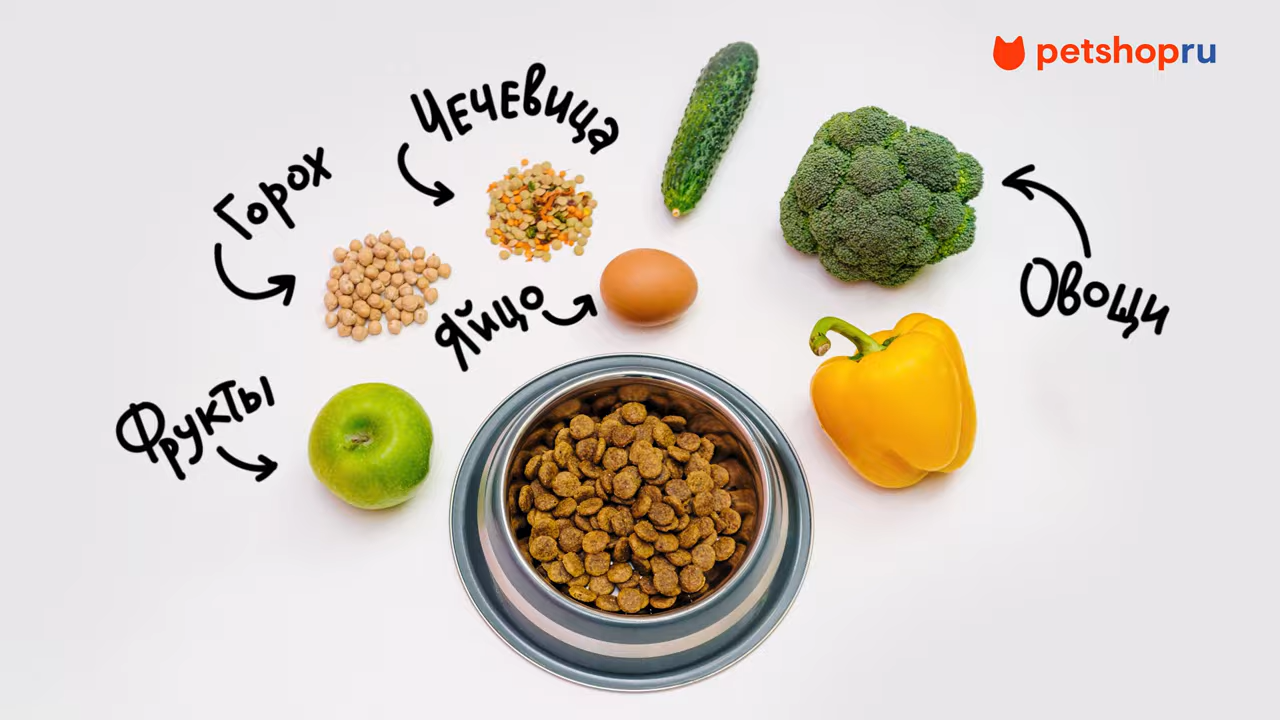 petshopru
Чечевица
Горох
Яйцо
Овощи
Фрукты